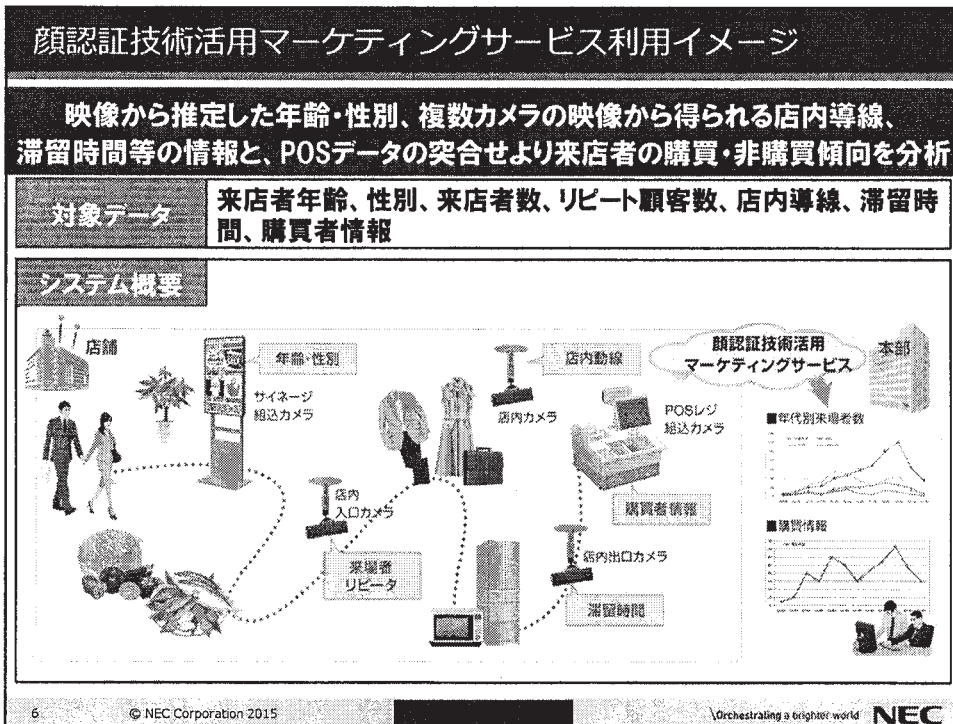 顔認証技術活用マーケティングサービス利用イメージ
映像から推定した年齢・性別、複数カメラの映像から得られる店内導線、
滞留時間等の情報と、POSデータの突合せより来店者の購買・非購買傾向を分析
対象データ
来店者年齢、性別、来店者数、リピート顧客数、店内導線、滞留時
間、購買者情報
システム概要
店舗
年齢・性別
サイネージ
組込カメラ
店内
入口カメラ
来場者
リピータ
店内動線
店内カメラ
POSレジ
組込カメラ
購買者情報
店内出口カメラ
滞留時間
顔認証技術活用
マーケティングサービス
本部
■年代別来場者数
■購買情報
6
© NEC Corporation 2015
\Orchestrating a brighter world
NEC